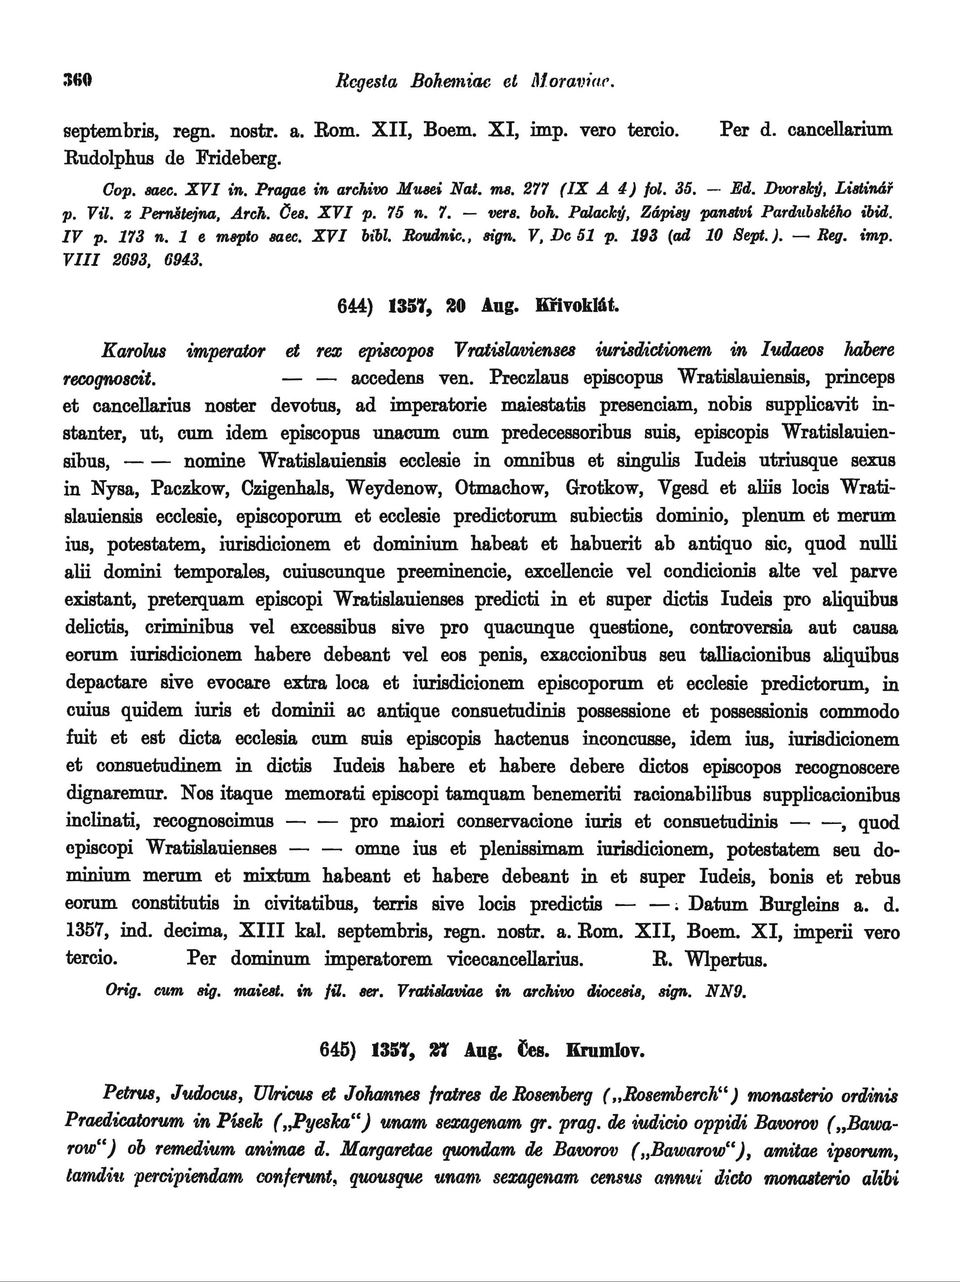 360 Regesta Bohemiae et Moraviae.
septembris, regn. nostr. a. Rom. XII, Boem. XI, imp. vero tercio. Per d. cancellarium
Rudolphus de Frideberg.
Cop. saec. XVI in. Pragae in archivo Musei Nat. ms. 277 (IX A 4) fol. 35. — Ed. Dvorský, Listinář
p. Vil. z Pernštejna, Arch. Čes. XVI p. 75 n. 7. — vers. boh. Palacký, Zápisy panství Pardubského ibid.
IV p. 173 n. 1 e mspto saec. XVI bibl. Roudnic., sign. V, Dc 51 p. 193 (ad 10 Sept.). — Reg. imp.
VIII 2693, 6943.
644) 1357, 20 Aug. Křivoklát.
Karolus imperator et rex episcopos Vratislavienses iurisdictionem in Iudaeos habere
recognoscit. — — accedens ven. Preczlaus episcopus Wratislauiensis, princeps
et cancellarius noster devotus, ad imperatorie maiestatis presenciam, nobis supplicavit in-
stanter, ut, cum idem episcopus unacum cum predecessoribus suis, episcopis Wratislauien-
sibus, — — nomine Wratislauiensis ecclesie in omnibus et singulis Iudeis utriusque sexus
in Nysa, Paczkow, Czigenhals, Weydenow, Otmachow, Grotkow, Vgesd et aliis locis Wrati-
slauiensis ecclesie, episcoporum et ecclesie predictorum subiectis dominio, plenum et merum
ius, potestatem, iurisdicionem et dominium habeat et habuerit ab antiquo sic, quod nulli
alii domini temporales, cuiuscunque preeminencie, excellencie vel condicionis alte vel parve
existant, preterquam episcopi Wratislauienses predicti in et super dictis Iudeis pro aliquibus
delictis, criminibus vel excessibus sive pro quacunque questione, controversia aut causa
eorum iurisdicionem habere debeant vel eos penis, exaccionibus seu talliacionibus aliquibus
depactare sive evocare extra loca et iurisdicionem episcoporum et ecclesie predictorum, in
cuius quidem iuris et dominii ac antique consuetudinis possessione et possessionis commodo
fuit et est dicta ecclesia cum suis episcopis hactenus inconcusse, idem ius, iurisdicionem
et consuetudinem in dictis Iudeis habere et habere debere dictos episcopos recognoscere
dignaremur. Nos itaque memorati episcopi tamquam benemeriti racionabilibus supplicacionibus
inclinati, recognoscimus — — pro maiori conservacione iuris et consuetudinis — —, quod
episcopi Wratislauienses — — omne ius et plenissimam iurisdicionem, potestatem seu do-
minium merum et mixtum habeant et habere debeant in et super Iudeis, bonis et rebus
eorum constitutis in civitatibus, terris sive locis predictis — —. Datum Burgleins a. d.
1357, ind. decima, XIII kal. septembris, regn. nostr. a. Rom. XII, Boem. XI, imperii vero
tercio. Per dominum imperatorem vicecancellarius. R. Wlpertus.
Orig. cum sig. maiest. in fil. ser. Vratislaviae in archivo diocesis, sign. NN9.
645) 1357, 27 Aug. Čes. Krumlov.
Petrus, Judocus, Ulricus et Johannes fratres de Rosenberg („Rosemberch“) monasterio ordinis
Praedicatorum in Písek („Pyeska“) unam sexagenam gr. prag. de iudicio oppidi Bavorov („Bawa-
row“) ob remedium animae d. Margaretae quondam de Bavorov („Bawarow“), amitae ipsorum,
tamdiu percipiendam conferunt, quousque unam sexagenam census annui dicto monasterio alibi